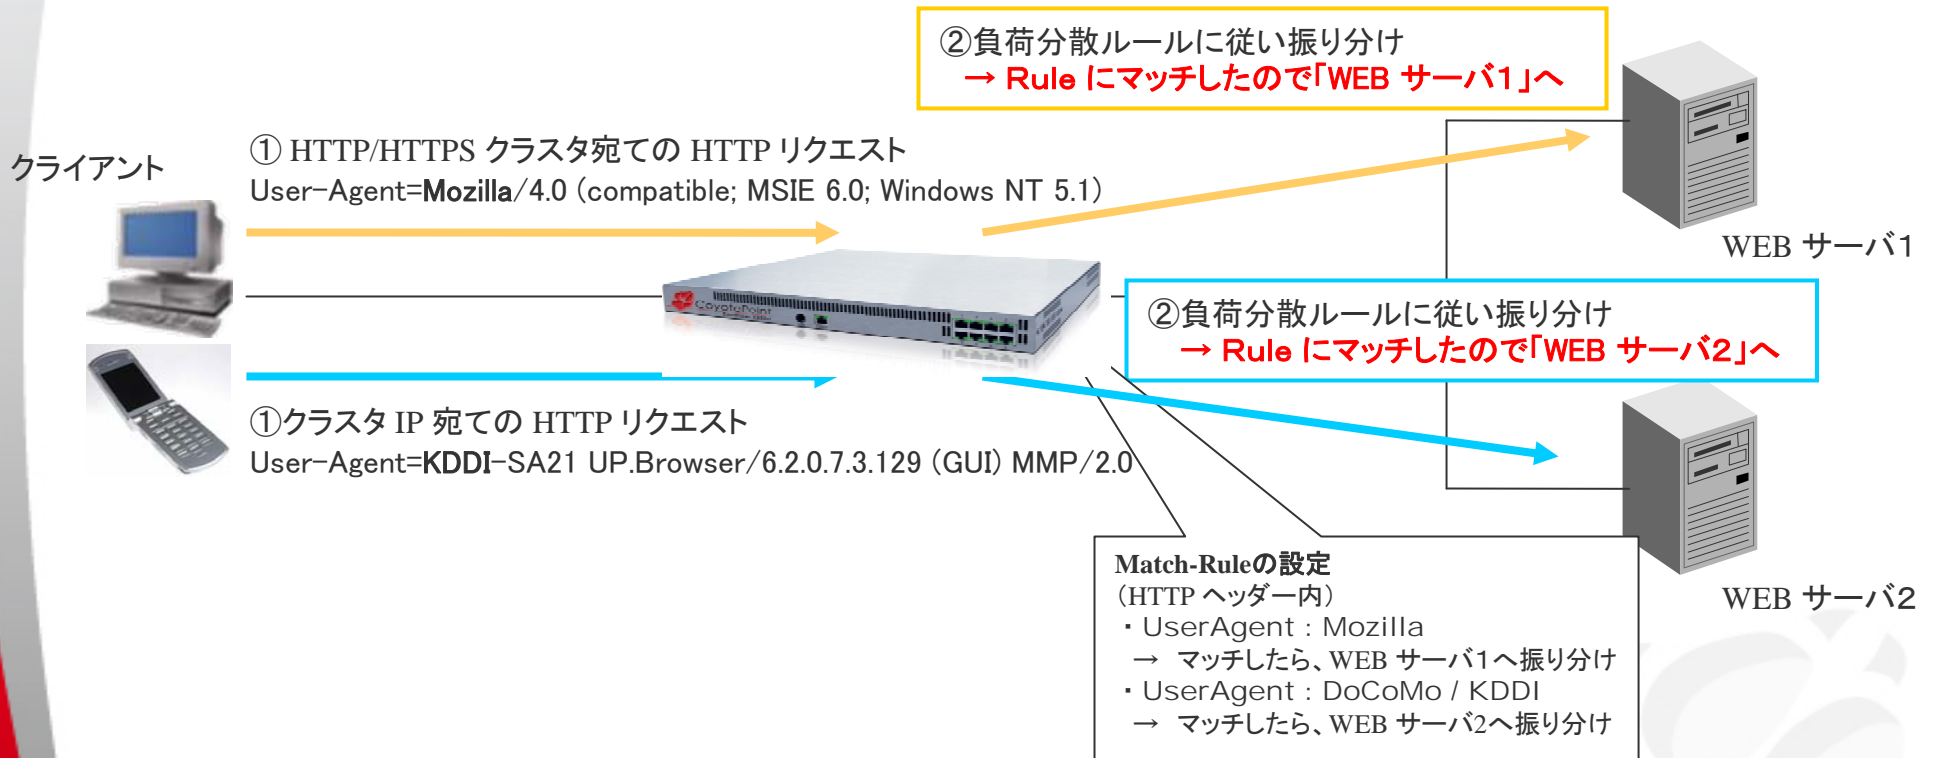 ②負荷分散ルールに従い振り分け
→ Rule にマッチしたので「WEB サーバ1」へ
クライアント
① HTTP/HTTPS クラスタ宛ての HTTP リクエスト
User-Agent=Mozilla/4.0 (compatible; MSIE 6.0; Windows NT 5.1)
WEB サーバ1
CoyotePoint
②負荷分散ルールに従い振り分け
→ Rule にマッチしたので「WEB サーバ2」へ
①クラスタ IP 宛ての HTTP リクエスト
User-Agent=KDDI-SA21 UP.Browser/6.2.0.7.3.129 (GUI) MMP/2.0
Match-Ruleの設定
(HTTP ヘッダー内)
・UserAgent : Mozilla
→ マッチしたら、WEB サーバ1へ振り分け
・UserAgent : DoCoMo / KDDI
→ マッチしたら、WEB サーバ2へ振り分け
WEB サーバ2